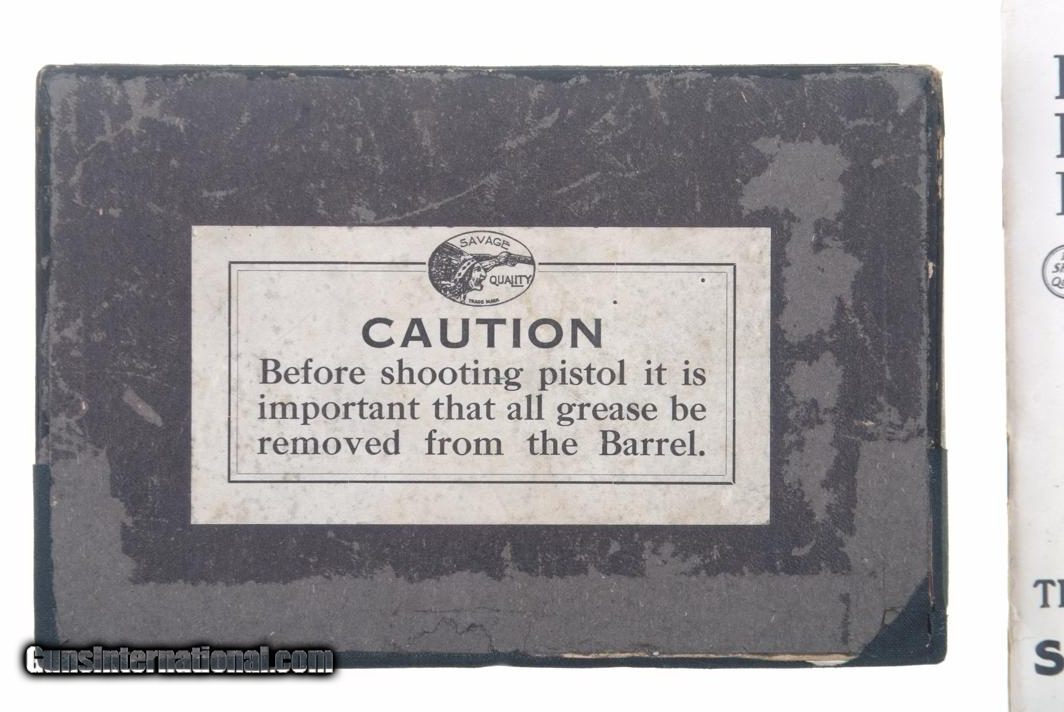 SAVAGE
QUALITY
TRADE MARK
CAUTION
Before shooting pistol it is
important that all grease be
removed from the Barrel.
GunsInternational.com
S